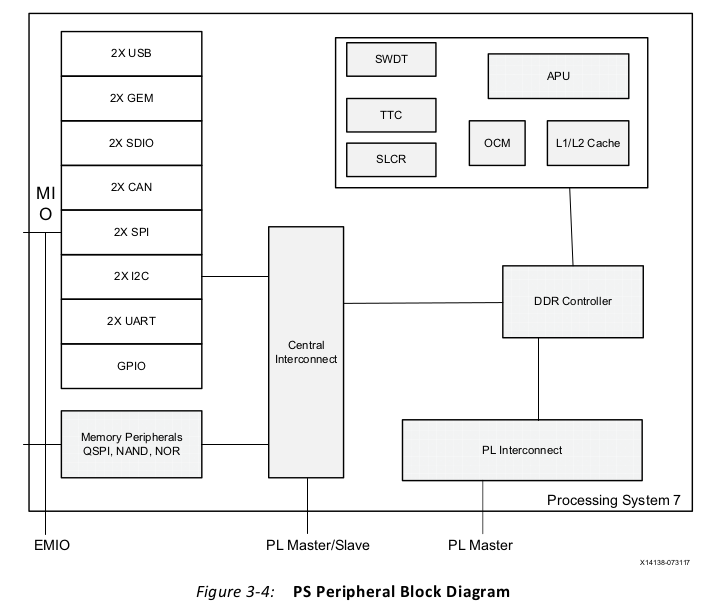 2X USB
2X GEM
2X SDIO
2X CAN
2X SPI
2X I2C
2X UART
GPIO
MI
O
Memory Peripherals
QSPI, NAND, NOR
SWDT
TTC
SLCR
APU
OCM
L1/L2 Cache
Central
Interconnect
DDR Controller
PL Interconnect
Processing System 7
EMIO
PL Master/Slave
PL Master
X14138-073117
Figure 3-4: PS Peripheral Block Diagram